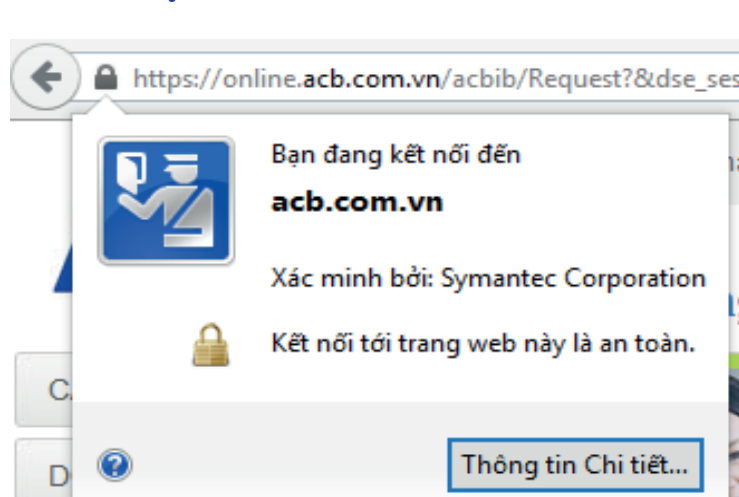 https://online.acb.com.vn/acbib/Request?&dse_ses
Bạn đang kết nối đến
acb.com.vn
Xác minh bởi: Symantec Corporation
Kết nối tới trang web này là an toàn.
Thông tin Chi tiết...